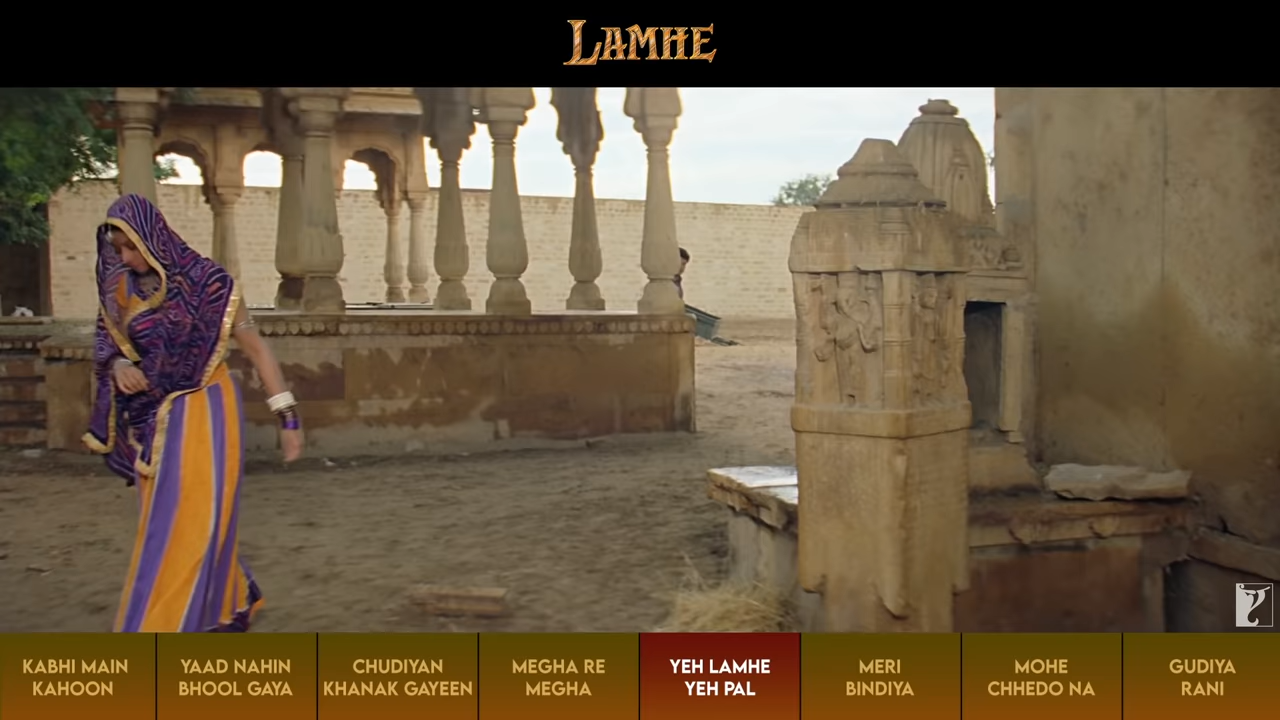 LAMHE
KABHI MAIN
KAHOON
YAAD NAHIN
BHOOL GAYA
CHUDIYAN
KHANAK GAYEEN
MEGHA RE
MEGHA
YEH LAMHE
YEH PAL
MERI
BINDIYA
MOHE
CHHEDO NA
GUDIYA
RANI